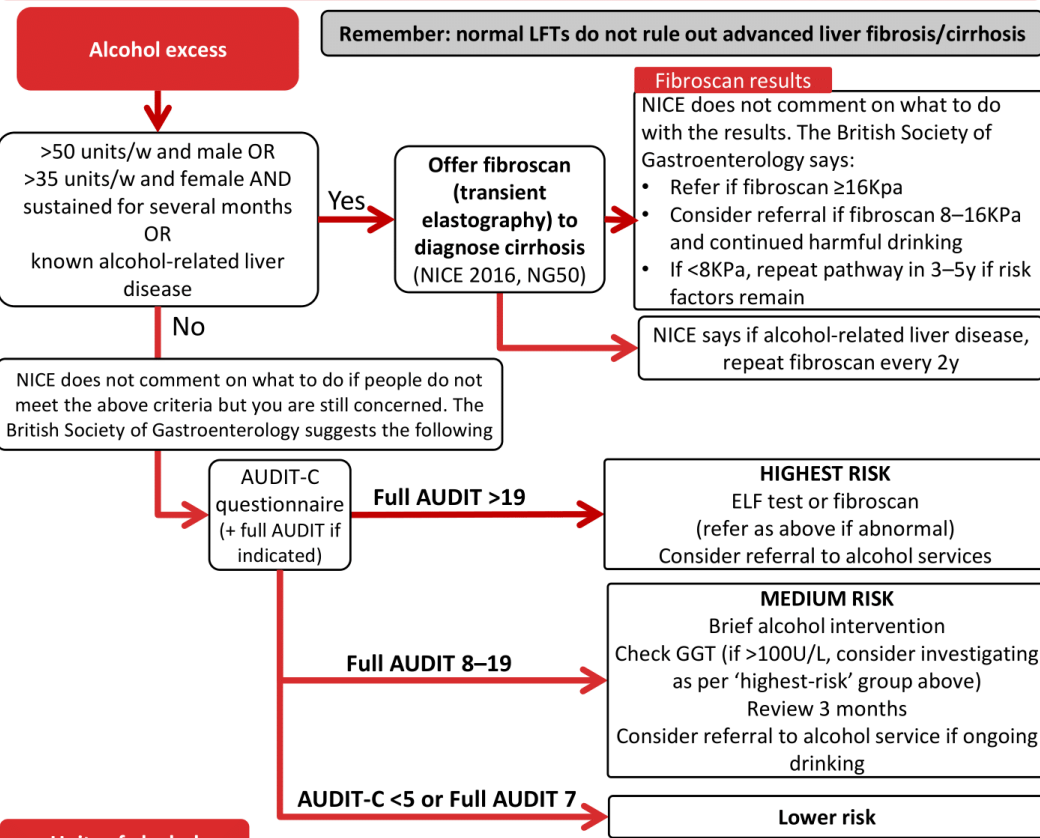 Alcohol excess
Remember: normal LFTs do not rule out advanced liver fibrosis/cirrhosis
>50 units/w and male OR
>35 units/w and female AND
sustained for several months
OR
known alcohol-related liver
disease
Yes
Offer fibroscan
(transient
elastography) to
diagnose cirrhosis
(NICE 2016, NG50)
Fibroscan results
NICE does not comment on what to do
with the results. The British Society of
Gastroenterology says:
• Refer if fibroscan ≥16Kpa
• Consider referral if fibroscan 8–16KPa
and continued harmful drinking
• If <8KPa, repeat pathway in 3–5y if risk
factors remain
NICE says if alcohol-related liver disease,
repeat fibroscan every 2y
No
NICE does not comment on what to do if people do not
meet the above criteria but you are still concerned. The
British Society of Gastroenterology suggests the following
AUDIT-C
questionnaire
(+ full AUDIT if
indicated)
Full AUDIT >19
HIGHEST RISK
ELF test or fibroscan
(refer as above if abnormal)
Consider referral to alcohol services
Full AUDIT 8–19
MEDIUM RISK
Brief alcohol intervention
Check GGT (if >100U/L, consider investigating
as per ‘highest-risk’ group above)
Review 3 months
Consider referral to alcohol service if ongoing
drinking
AUDIT-C <5 or Full AUDIT 7
Lower risk